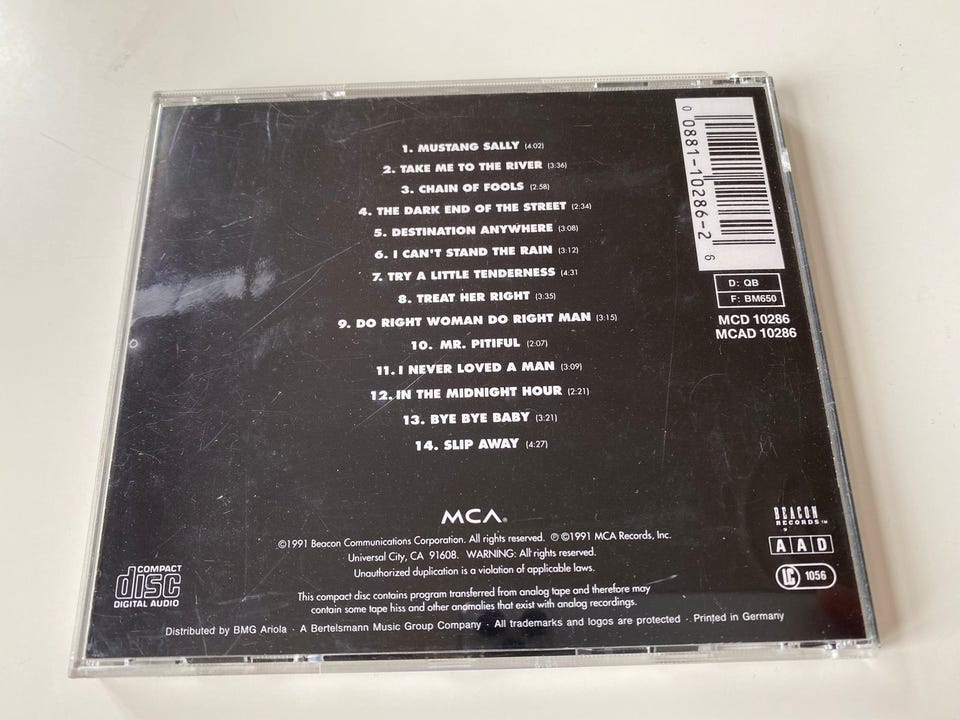 1. MUSTANG SALLY (4:02)
2. TAKE ME TO THE RIVER (3:36)
3. CHAIN OF FOOLS (2:58)
4. THE DARK END OF THE STREET (2:34)
5. DESTINATION ANYWHERE (3:08)
6. I CAN'T STAND THE RAIN (3:12)
7. TRY A LITTLE TENDERNESS (4:31
8. TREAT HER RIGHT (3:35)
9. DO RIGHT WOMAN DO RIGHT MAN (3:15)
10. MR. PITIFUL (2:07)
11. I NEVER LOVED A MAN (3:09)
12. IN THE MIDNIGHT HOUR (2:21)
13. BYE BYE BABY (3:21)
14. SLIP AWAY (4:27)
0 0881-10286-2 6
D: QB
F: BM650
MCD 10286
MCAD 10286
MCA®
©1991 Beacon Communications Corporation. All rights reserved. ℗ ©1991 MCA Records, Inc.
Universal City, CA 91608. WARNING: All rights reserved.
Unauthorized duplication is a violation of applicable laws.
This compact disc contains program transferred from analog tape and therefore may
contain some tape hiss and other anomalies that exist with analog recordings.
Distributed by BMG Ariola · A Bertelsmann Music Group Company · All trademarks and logos are protected · Printed in Germany
COMPACT
disc
DIGITAL AUDIO
BEACON
RECORDS™
A A D
LC 1056